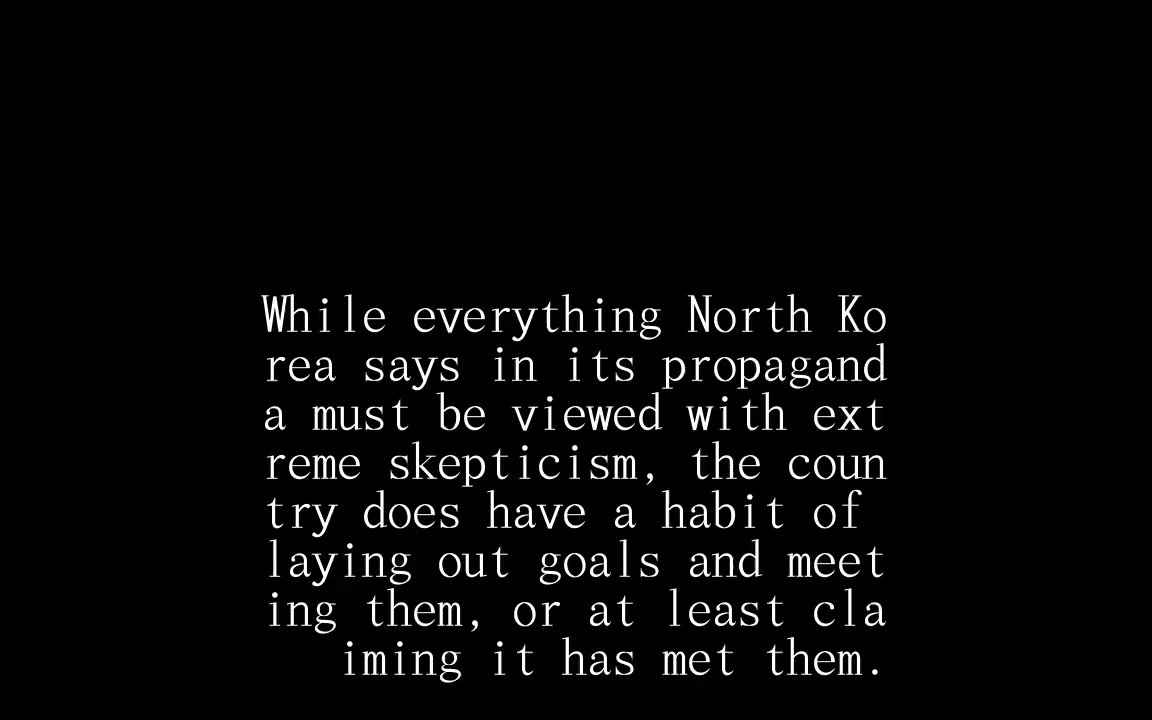 While everything North Ko
rea says in its propagand
a must be viewed with ext
reme skepticism, the coun
try does have a habit of
laying out goals and meet
ing them, or at least cla
iming it has met them.